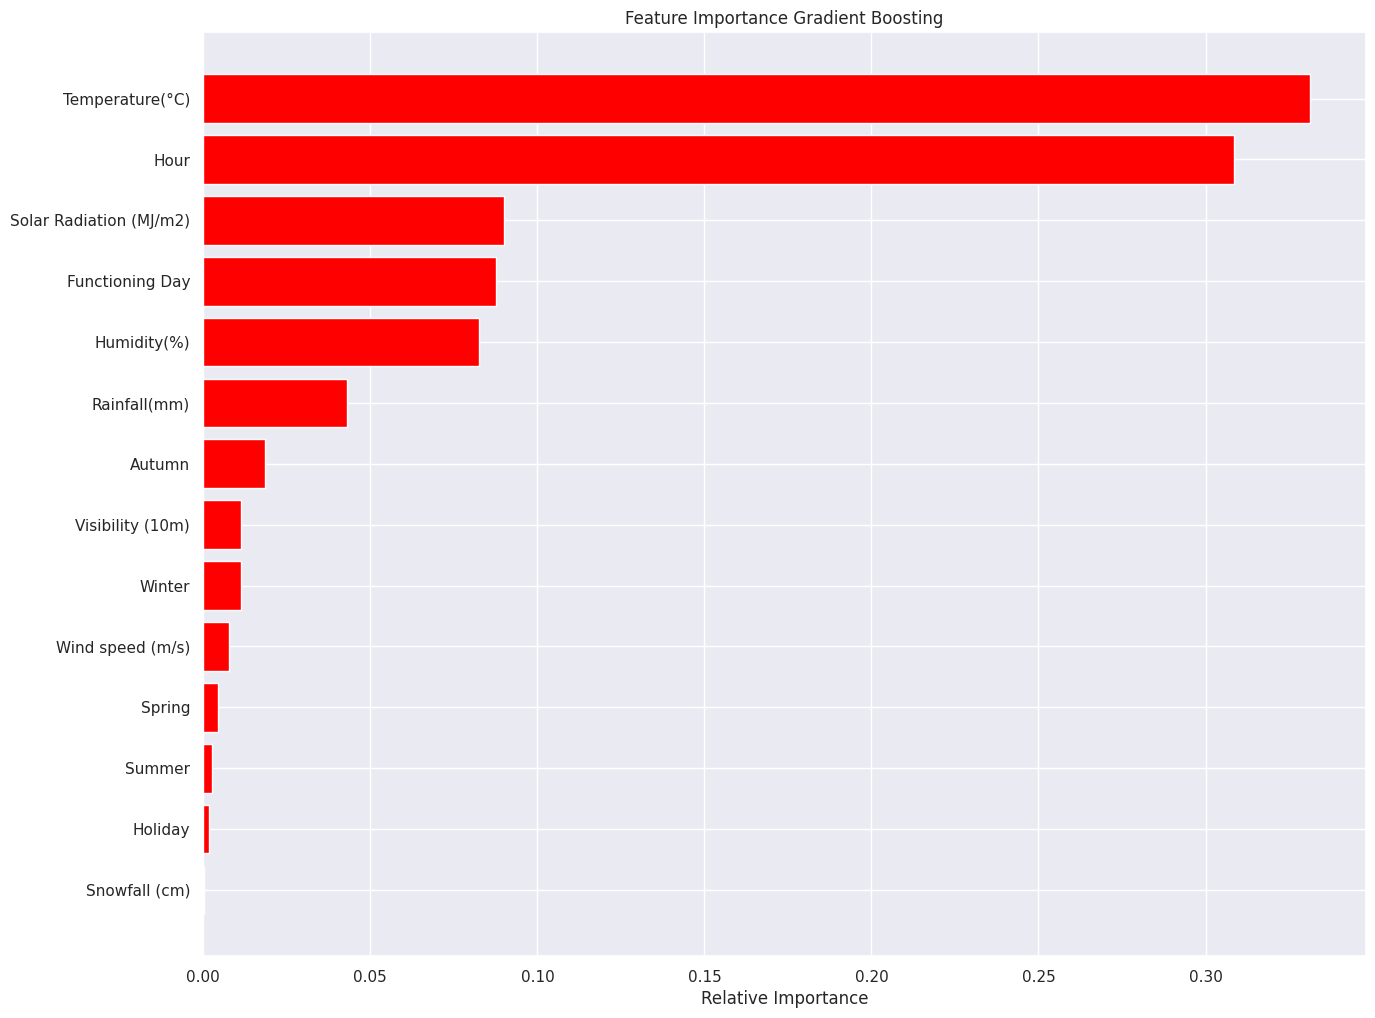 Feature Importance Gradient Boosting
Temperature(°C)
Hour
Solar Radiation (MJ/m2)
Functioning Day
Humidity(%)
Rainfall(mm)
Autumn
Visibility (10m)
Winter
Wind speed (m/s)
Spring
Summer
Holiday
Snowfall (cm)
0.00 0.05 0.10 0.15 0.20 0.25 0.30
Relative Importance